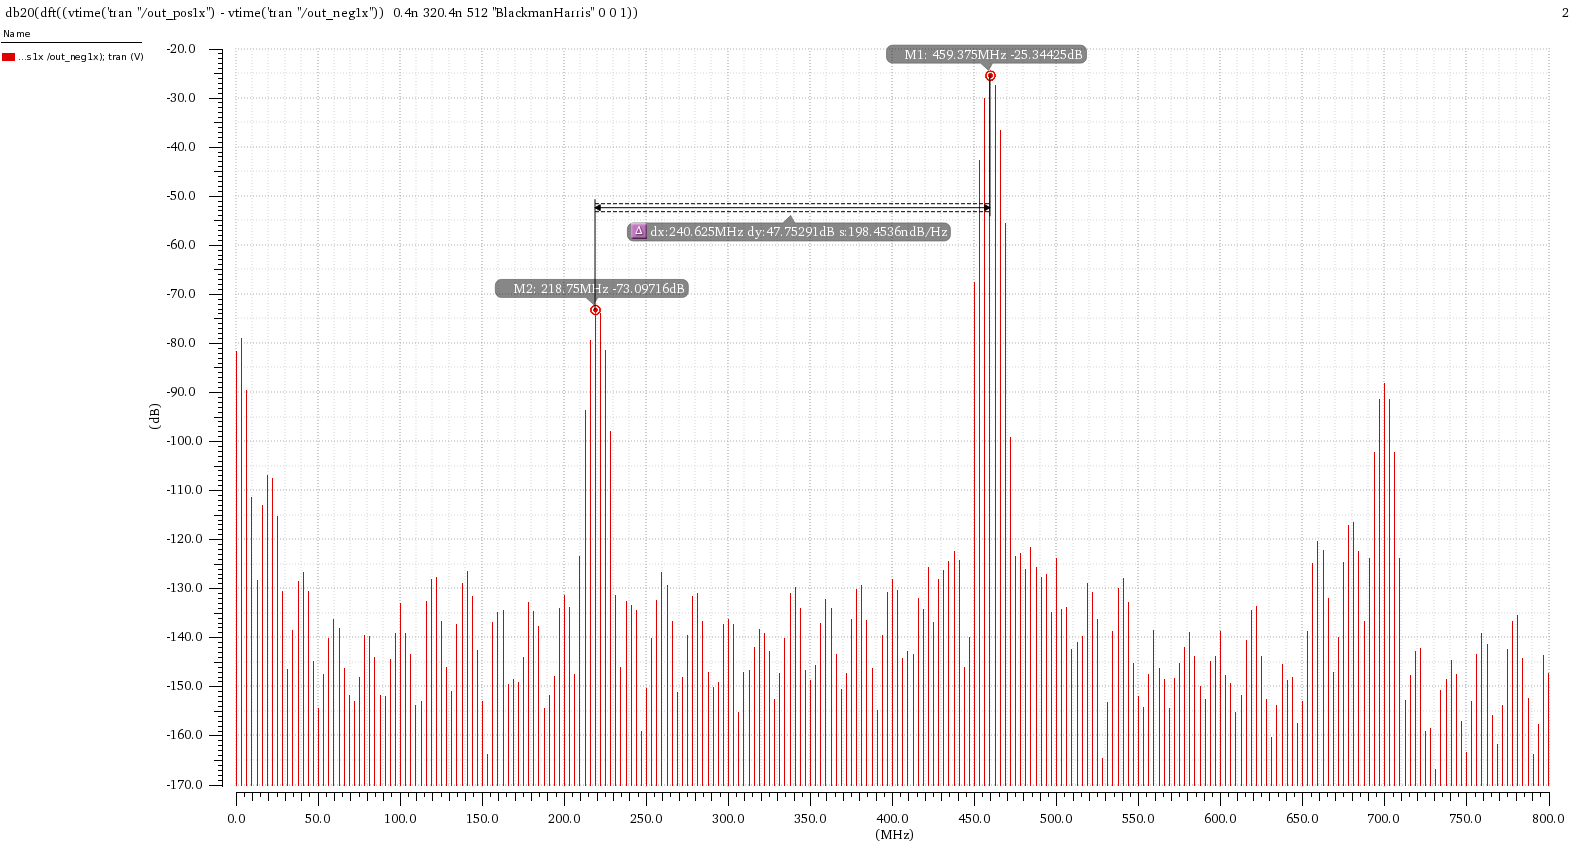 db20(dft((vtime('tran "/out_pos1x") - vtime('tran "/out_neg1x")) 0.4n 320.4n 512 "BlackmanHarris" 0 0 1))
2
Name
...s1x /out_neg1x); tran (V)
-20.0
-30.0
-40.0
-50.0
-60.0
-70.0
-80.0
-90.0
-100.0
-110.0
-120.0
-130.0
-140.0
-150.0
-160.0
-170.0
(dB)
M1: 459.375MHz -25.34425dB
Δ dx:240.625MHz dy:47.75291dB s:198.4536ndB/Hz
M2: 218.75MHz -73.09716dB
0.0 50.0 100.0 150.0 200.0 250.0 300.0 350.0 400.0 450.0 500.0 550.0 600.0 650.0 700.0 750.0 800.0
(MHz)